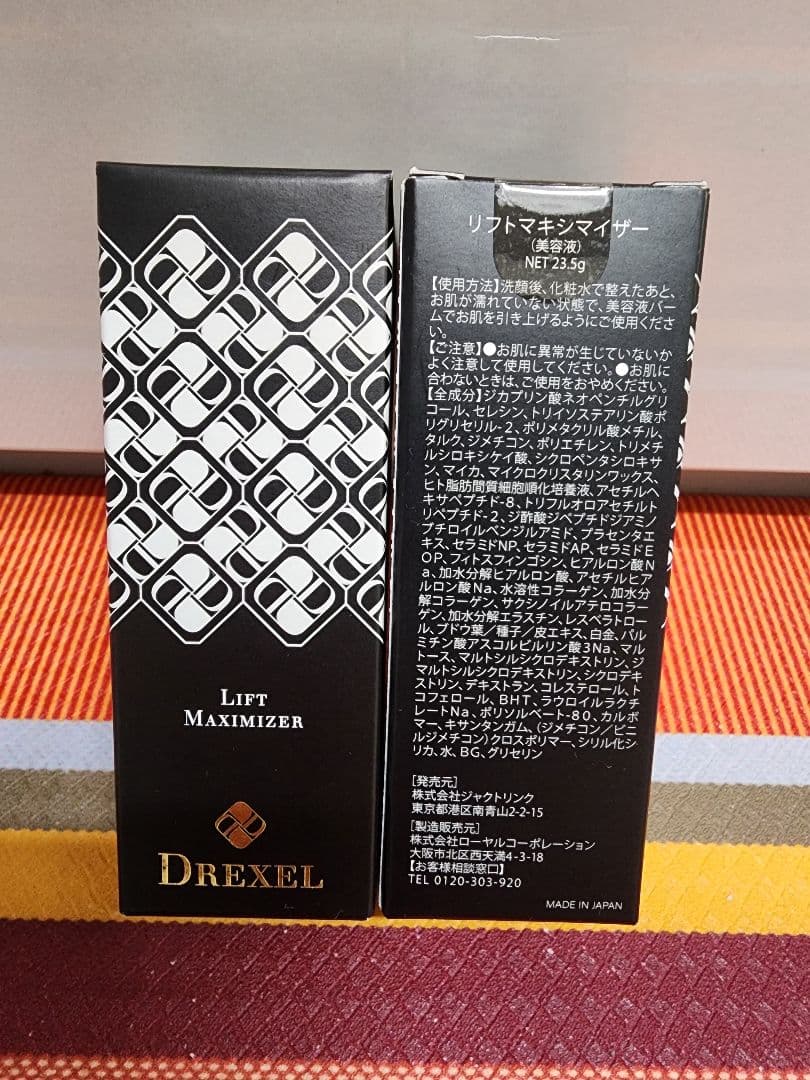 LIFT
MAXIMIZER
DREXEL
リフトマキシマイザー
(美容液)
NET 23.5g
【使用方法】洗顔後、化粧水で整えたあと、
お肌が濡れていない状態で、美容液バー
ムでお肌を引き上げるようにご使用くださ
い。
【ご注意】●お肌に異常が生じていないか
よく注意して使用してください。●お肌に
合わないときは、ご使用をおやめください。
【全成分】ジカプリン酸ネオペンチルグリ
コール、セレシン、トリイソステアリン酸ポ
リグリセリル-2、ポリメタクリル酸メチル、
タルク、ジメチコン、ポリエチレン、トリメチ
ルシロキシケイ酸、シクロペンタシロキサ
ン、マイカ、マイクロクリスタリンワックス、
ヒト脂肪間質細胞順化培養液、アセチルヘ
キサペプチド-8、トリフルオロアセチルト
リペプチド-2、ジ酢酸ジペプチドジアミノ
ブチロイルベンジルアミド、プラセンタエ
キス、セラミドNP、セラミドAP、セラミドE
OP、フィトスフィンゴシン、ヒアルロン酸N
a、加水分解ヒアルロン酸、アセチルヒア
ルロン酸Na、水溶性コラーゲン、加水分
解コラーゲン、サクシノイルアテロコラー
ゲン、加水分解エラスチン、レスベラトロー
ル、ブドウ葉/種子/皮エキス、白金、パル
ミチン酸アスコルビルリン酸3Na、マル
トース、マルトシルシクロデキストリン、ジ
マルトシルシクロデキストリン、シクロデキ
ストリン、デキストラン、コレステロール、ト
コフェロール、BHT、ラウロイルラクチ
レートNa、ポリソルベート-80、カルボ
マー、キサンタンガム、(ジメチコン/ビニ
ルジメチコン)クロスポリマー、シリル化シ
リカ、水、BG、グリセリン
[発売元]
株式会社ジャクトリンク
東京都港区南青山2-2-15
[製造販売元]
株式会社ローヤルコーポレーション
大阪市北区西天満4-3-18
【お客様相談窓口】
TEL 0120-303-920
MADE IN JAPAN